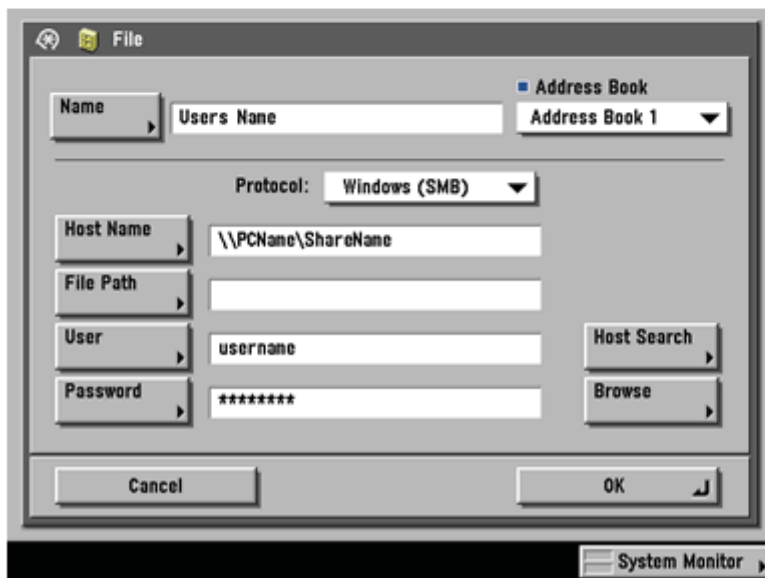 File
Address Book
Name
Users Name
Address Book 1
Protocol: Windows (SMB)
Host Name
\\PCName\ShareName
File Path
User
username
Host Search
Password
********
Browse
Cancel
OK
System Monitor